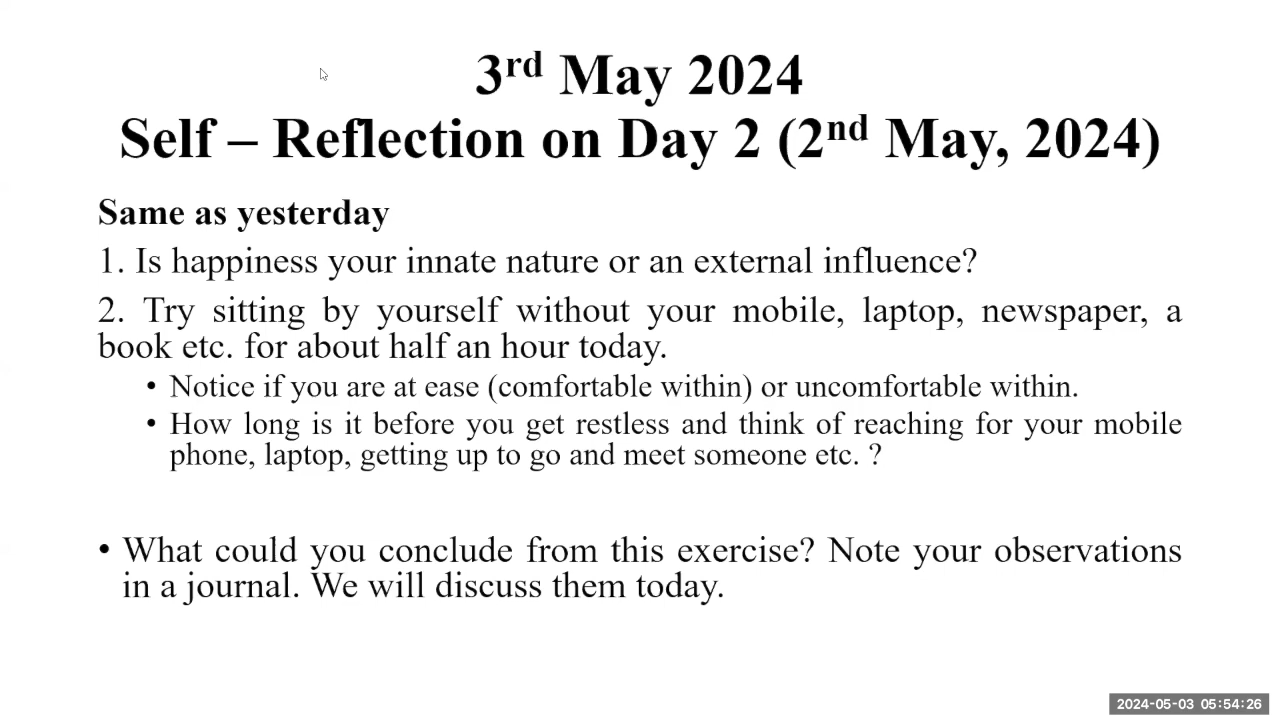 3rd May 2024
Self – Reflection on Day 2 (2nd May, 2024)
Same as yesterday
1. Is happiness your innate nature or an external influence?
2. Try sitting by yourself without your mobile, laptop, newspaper, a
book etc. for about half an hour today.
• Notice if you are at ease (comfortable within) or uncomfortable within.
• How long is it before you get restless and think of reaching for your mobile
phone, laptop, getting up to go and meet someone etc. ?
• What could you conclude from this exercise? Note your observations
in a journal. We will discuss them today.
2024-05-03 05:54:26